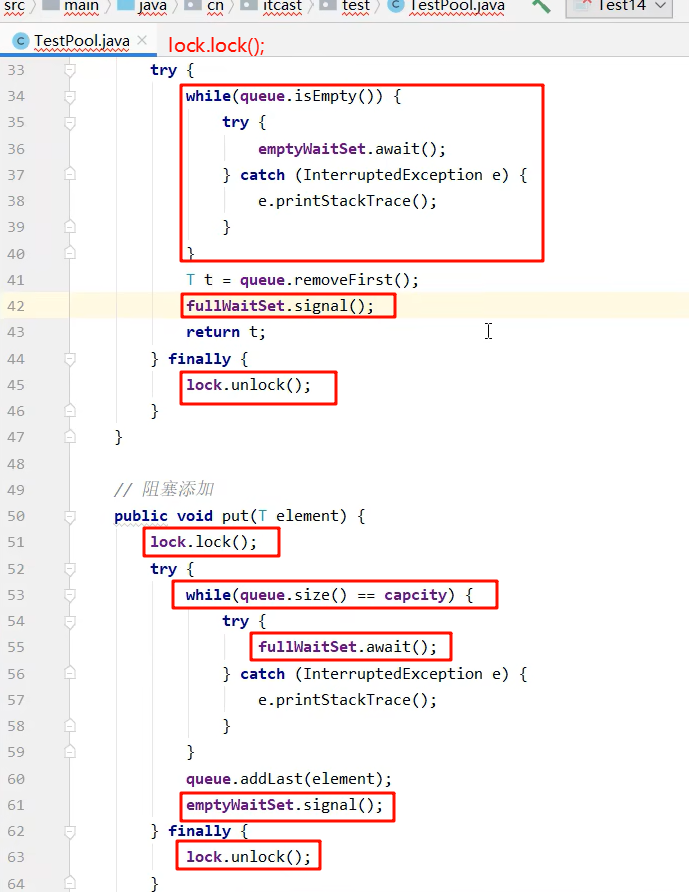 src main java cn itcast test TestPool.java Test14
TestPool.java lock.lock();
33 try {
34 while(queue.isEmpty()) {
35 try {
36 emptyWaitSet.await();
37 } catch (InterruptedException e) {
38 e.printStackTrace();
39 }
40 }
41 T t = queue.removeFirst();
42 fullWaitSet.signal();
43 return t;
44 } finally {
45 lock.unlock();
46 }
47 }
48
49 // 阻塞添加
50 public void put(T element) {
51 lock.lock();
52 try {
53 while(queue.size() == capcity) {
54 try {
55 fullWaitSet.await();
56 } catch (InterruptedException e) {
57 e.printStackTrace();
58 }
59 }
60 queue.addLast(element);
61 emptyWaitSet.signal();
62 } finally {
63 lock.unlock();
64 }